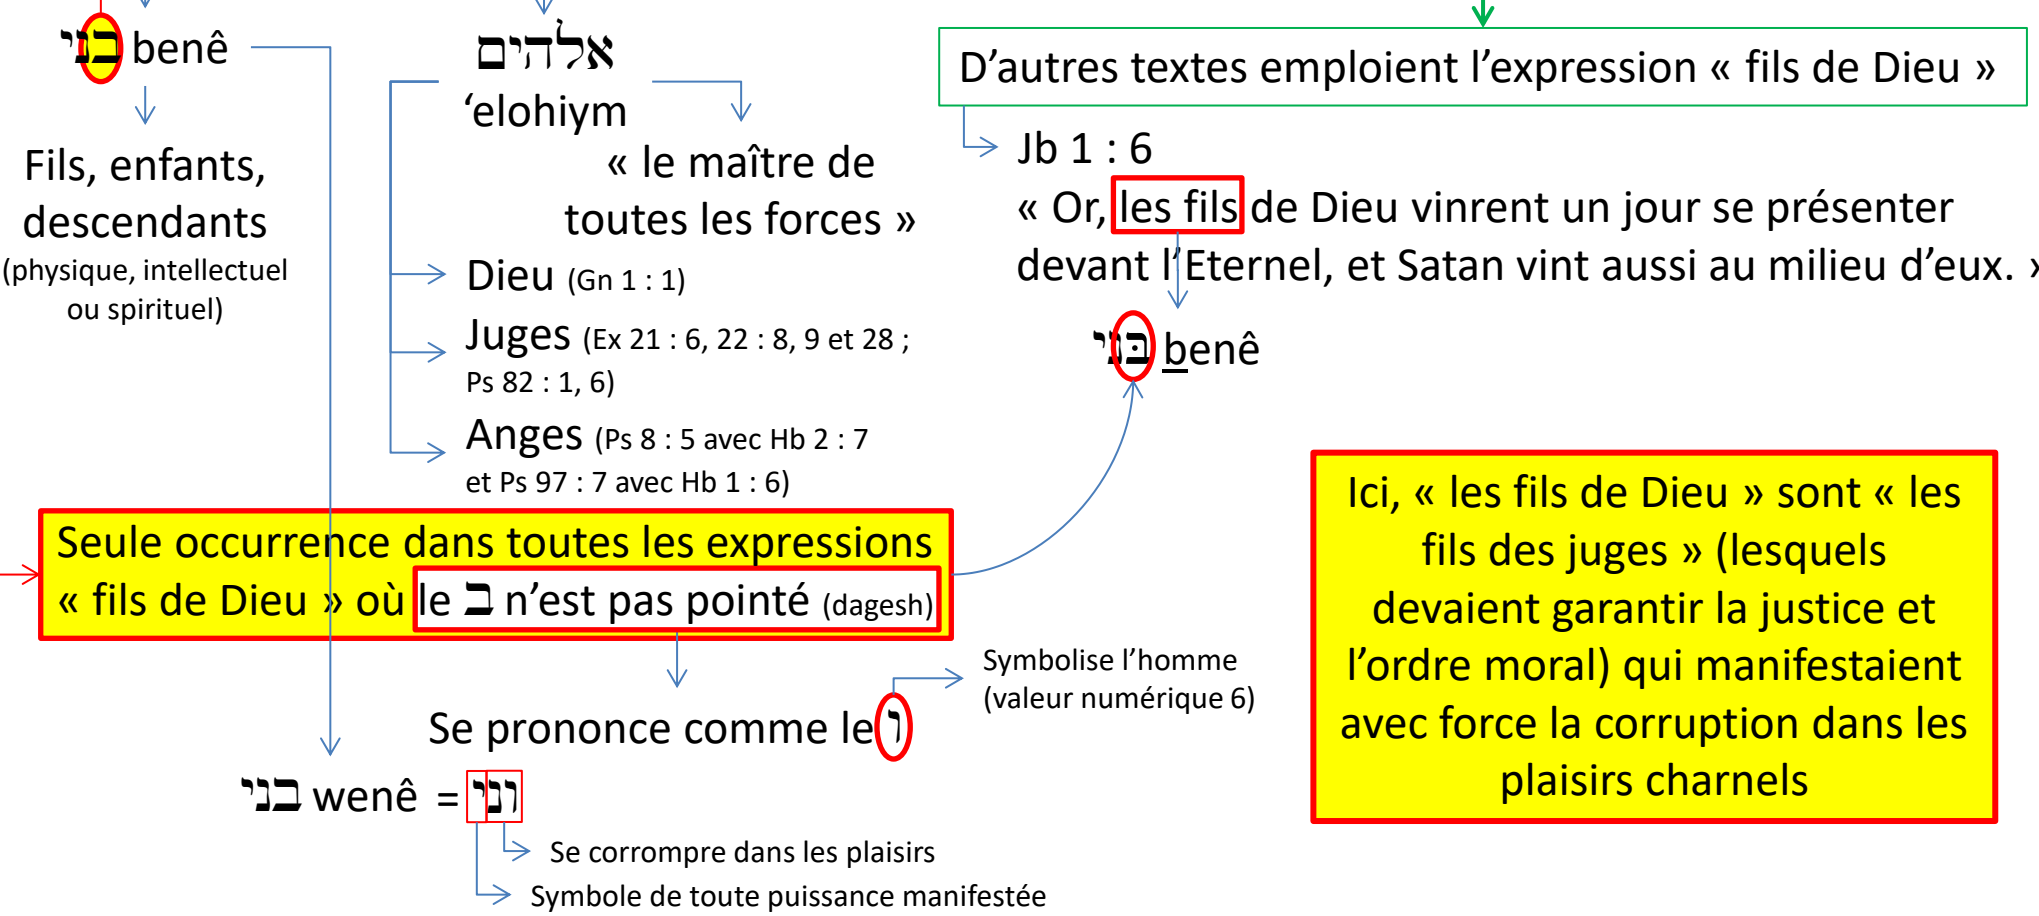 בני benê
Fils, enfants,
descendants
(physique, intellectuel
ou spirituel)
אלהים
‘elohiym
« le maître de
toutes les forces »
Dieu (Gn 1 : 1)
Juges (Ex 21 : 6, 22 : 8, 9 et 28 ;
Ps 82 : 1, 6)
Anges (Ps 8 : 5 avec Hb 2 : 7
et Ps 97 : 7 avec Hb 1 : 6)
D’autres textes emploient l’expression « fils de Dieu »
Jb 1 : 6
« Or, les fils de Dieu vinrent un jour se présenter
devant l’Eternel, et Satan vint aussi au milieu d’eux. »
בּני benê
Seule occurrence dans toutes les expressions
« fils de Dieu » où le ב n’est pas pointé (dagesh)
Se prononce comme le ו
Symbolise l’homme
(valeur numérique 6)
בני wenê = וני
Se corrompre dans les plaisirs
Symbole de toute puissance manifestée
Ici, « les fils de Dieu » sont « les
fils des juges » (lesquels
devaient garantir la justice et
l’ordre moral) qui manifestaient
avec force la corruption dans les
plaisirs charnels